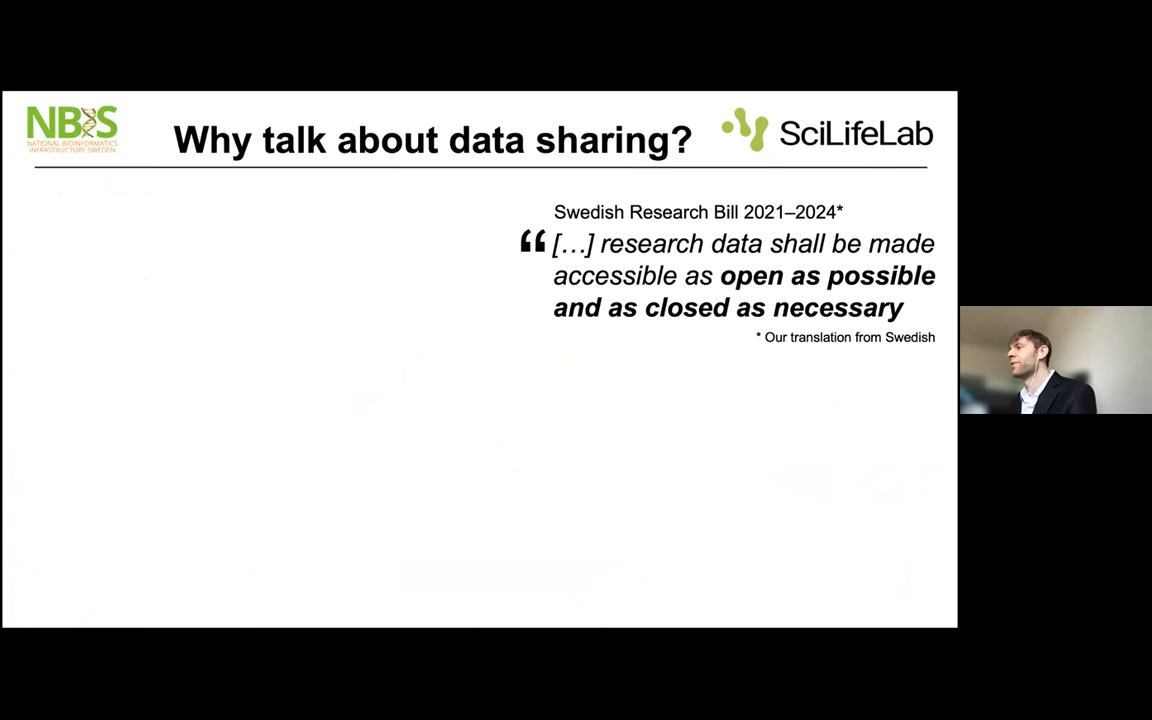 NBIS
NATIONAL BIOINFORMATICS
INFRASTRUCTURE SWEDEN
Why talk about data sharing?
SciLifeLab
Swedish Research Bill 2021–2024*
“ […] research data shall be made
accessible as open as possible
and as closed as necessary
* Our translation from Swedish